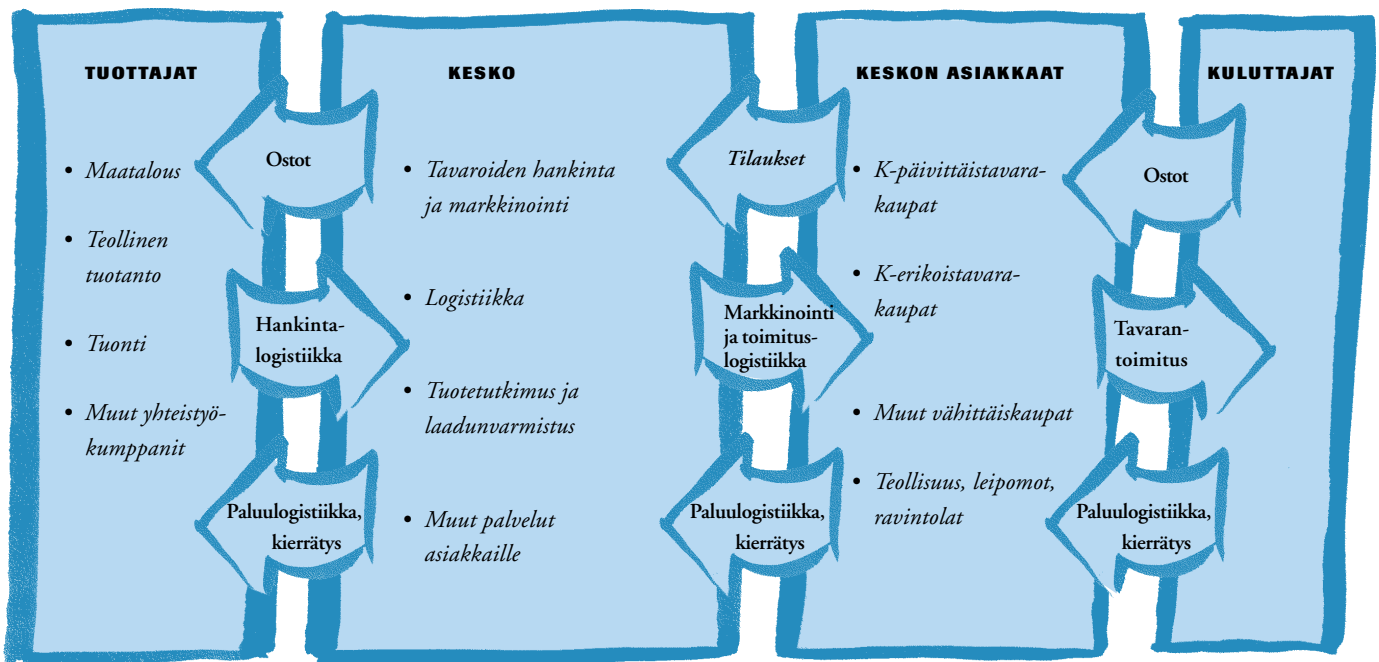 TUOTTAJAT
• Maatalous
• Teollinen
tuotanto
• Tuonti
• Muut yhteistyö-
kumppanit
Ostot
Hankinta-
logistiikka
Paluulogistiikka,
kierrätys
KESKO
• Tavaroiden hankinta
ja markkinointi
• Logistiikka
• Tuotetutkimus ja
laadunvarmistus
• Muut palvelut
asiakkaille
Tilaukset
Markkinointi
ja toimitus-
logistiikka
Paluulogistiikka,
kierrätys
KESKON ASIAKKAAT
• K-päivittäistavara-
kaupat
• K-erikoistavara-
kaupat
• Muut vähittäiskaupat
• Teollisuus, leipomot,
ravintolat
Ostot
Tavaran-
toimitus
Paluulogistiikka,
kierrätys
KULUTTAJAT